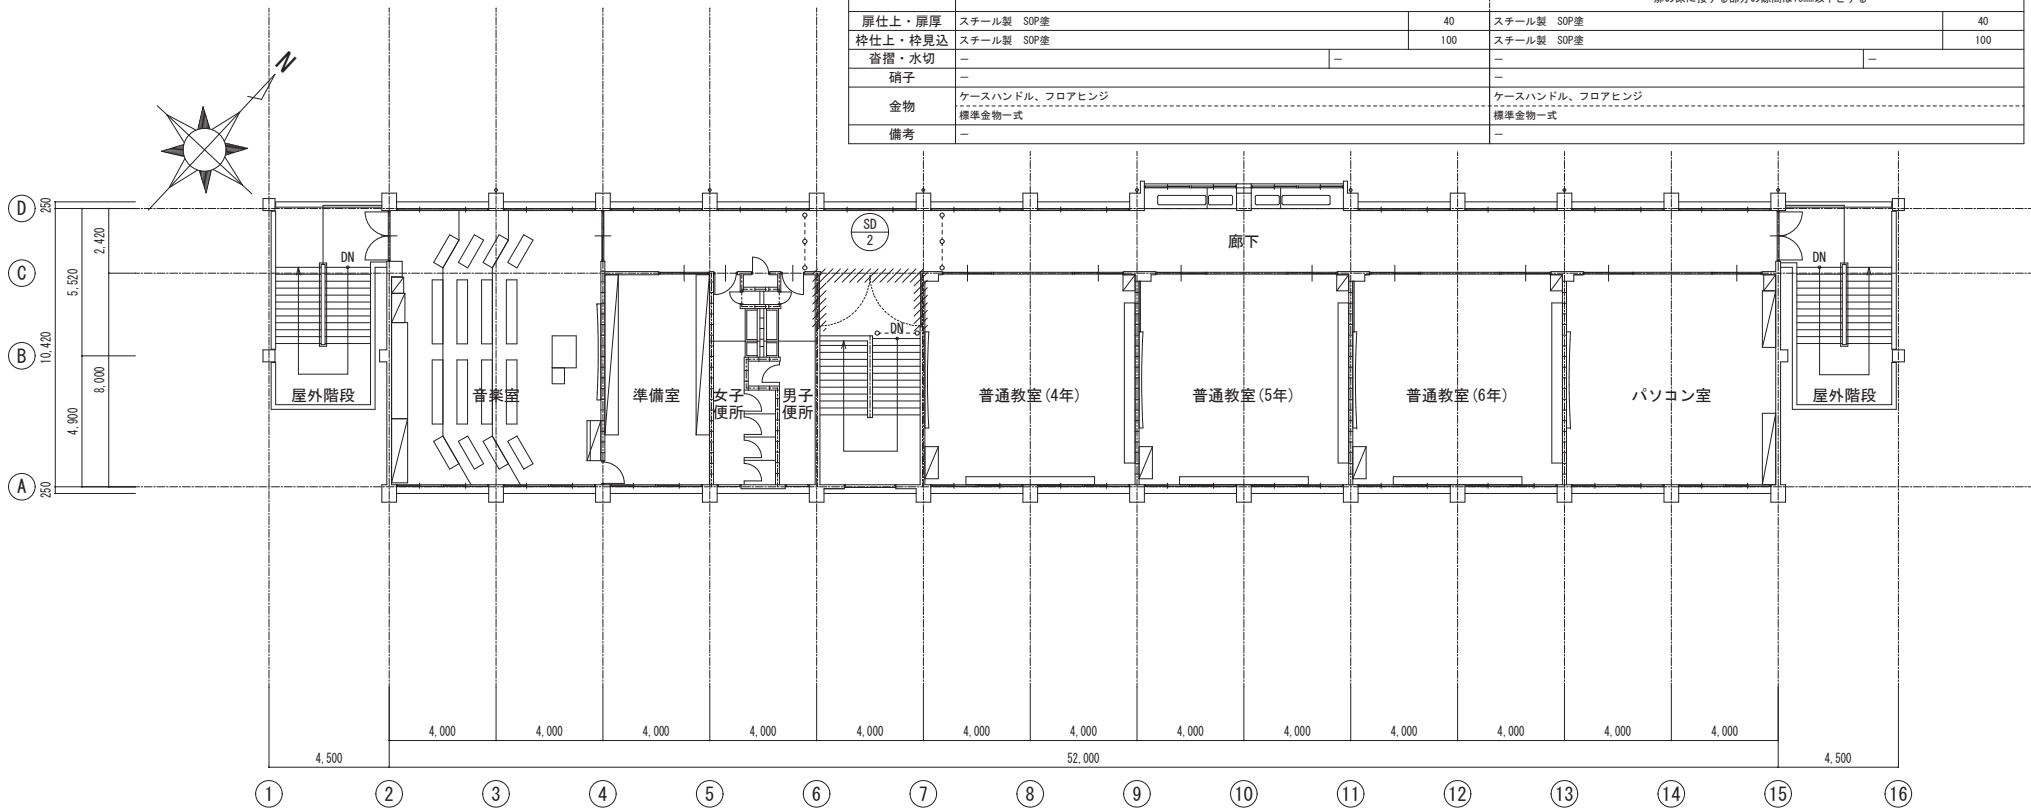 扉仕上・扉厚 スチール製 SOP塗 40 スチール製 SOP塗 40
枠仕上・枠見込 スチール製 SOP塗 100 スチール製 SOP塗 100
沓摺・水切 － － － －
硝子 － －
金物 ケースハンドル、フロアヒンジ ケースハンドル、フロアヒンジ
標準金物一式 標準金物一式
備考 － －
N
D 250
SD
2
2,420
廊下
DN
DN
C
5,520
DN
B 10,420
8,000
屋外階段 音楽室 準備室 女子便所 男子便所 普通教室(4年) 普通教室(5年) 普通教室(6年) パソコン室 屋外階段
4,900
A 250
4,000 4,000 4,000 4,000 4,000 4,000 4,000 4,000 4,000 4,000 4,000 4,000 4,000
4,500 52,000 4,500
1 2 3 4 5 6 7 8 9 10 11 12 13 14 15 16